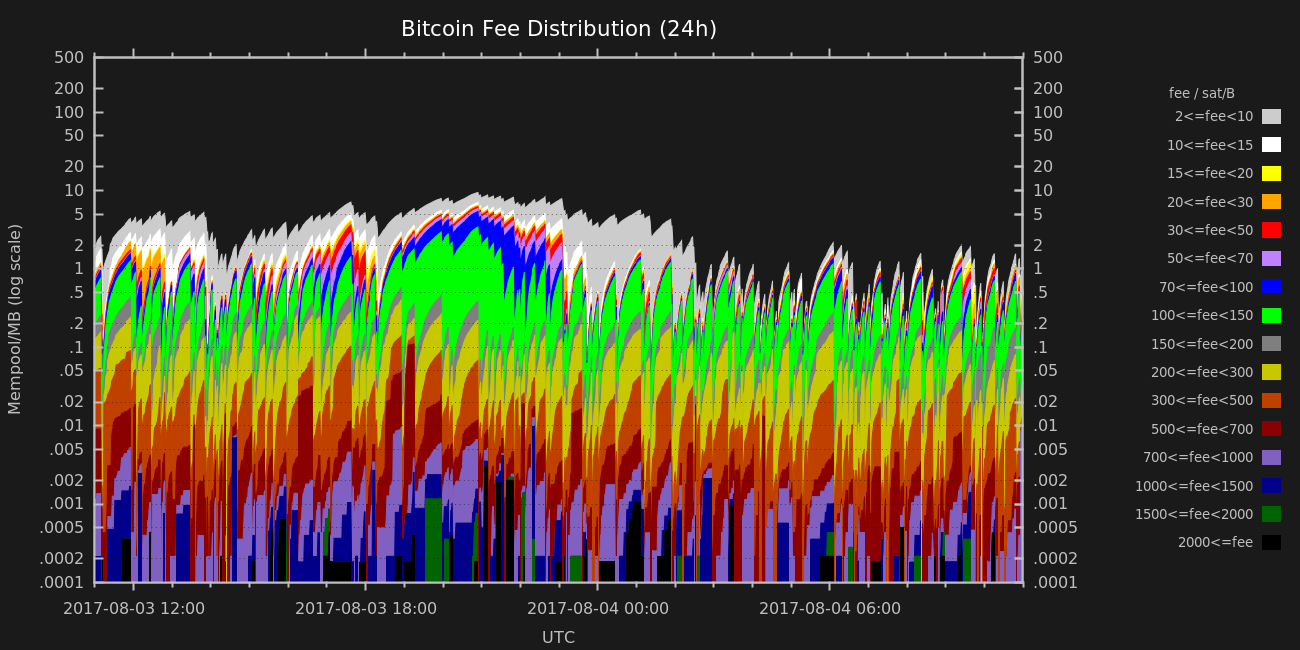 Bitcoin Fee Distribution (24h)
500
200
100
50
20
10
5
2
1
.5
.2
.1
.05
.02
.01
.005
.002
.001
.0005
.0002
.0001
Mempool/MB (log scale)
500
200
100
50
20
10
5
2
1
.5
.2
.1
.05
.02
.01
.005
.002
.001
.0005
.0002
.0001
2017-08-03 12:00
2017-08-03 18:00
2017-08-04 00:00
2017-08-04 06:00
UTC
fee / sat/B
2<=fee<10
10<=fee<15
15<=fee<20
20<=fee<30
30<=fee<50
50<=fee<70
70<=fee<100
100<=fee<150
150<=fee<200
200<=fee<300
300<=fee<500
500<=fee<700
700<=fee<1000
1000<=fee<1500
1500<=fee<2000
2000<=fee